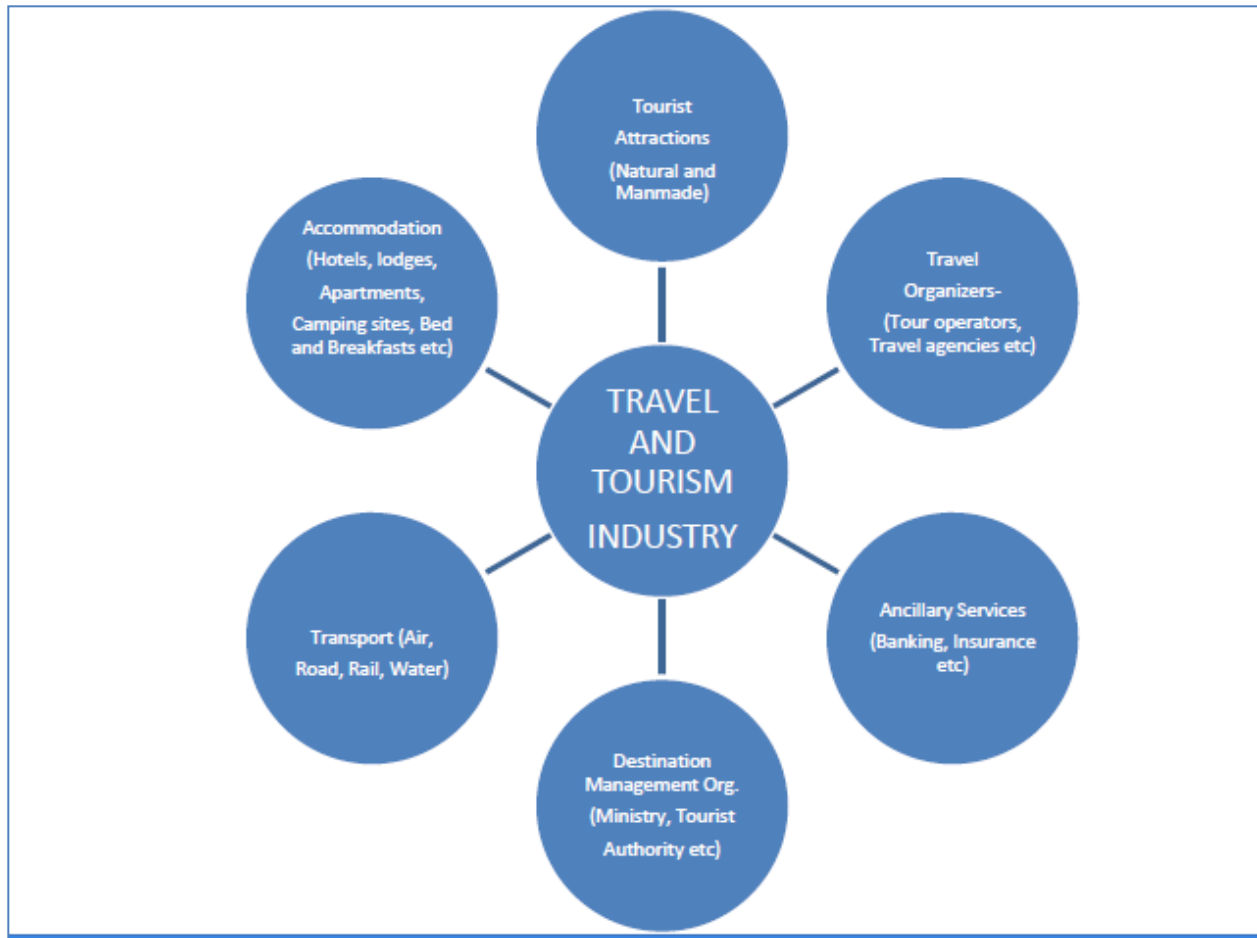 Tourist
Attractions
(Natural and
Manmade)
Accommodation
(Hotels, lodges,
Apartments,
Camping sites, Bed
and Breakfasts etc)
Travel
Organizers-
(Tour operators,
Travel agencies etc)
TRAVEL
AND
TOURISM
INDUSTRY
Transport (Air,
Road, Rail, Water)
Ancillary Services
(Banking, Insurance
etc)
Destination
Management Org.
(Ministry, Tourist
Authority etc)